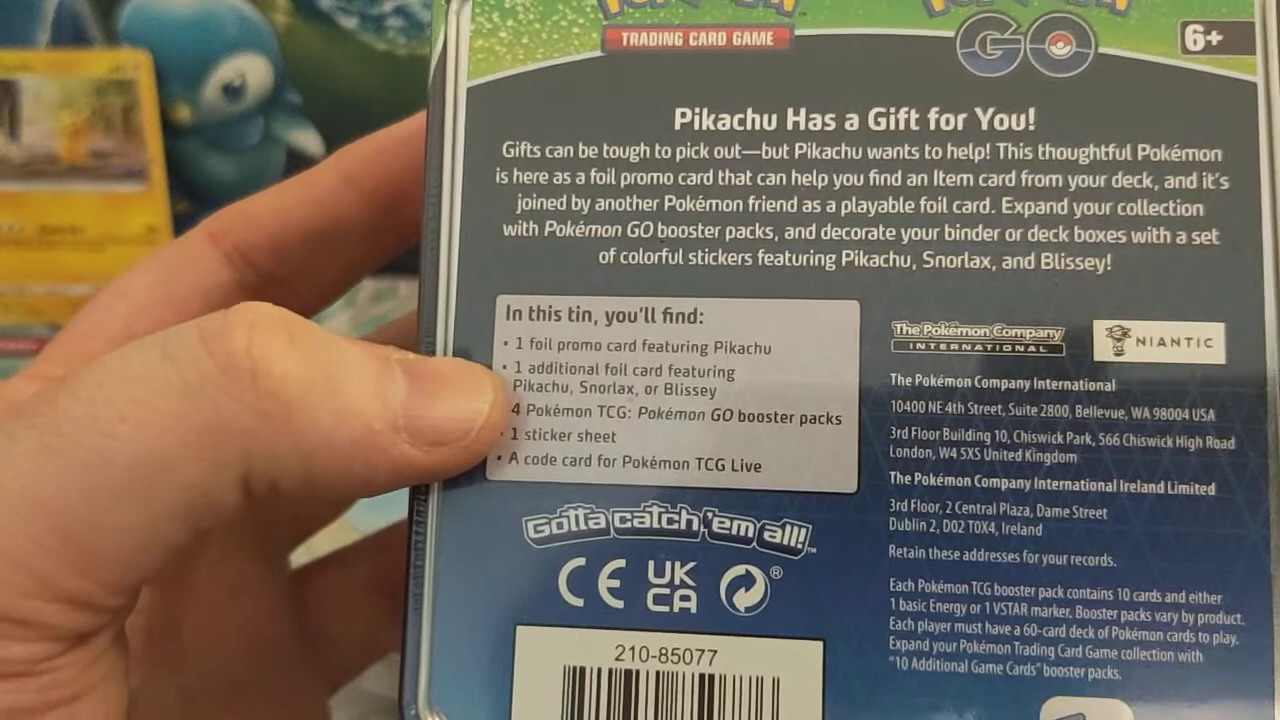 TRADING CARD GAME
GO
6+
Pikachu Has a Gift for You!
Gifts can be tough to pick out—but Pikachu wants to help! This thoughtful Pokémon
is here as a foil promo card that can help you find an Item card from your deck, and it's
joined by another Pokémon friend as a playable foil card. Expand your collection
with Pokémon GO booster packs, and decorate your binder or deck boxes with a set
of colorful stickers featuring Pikachu, Snorlax, and Blissey!
In this tin, you'll find:
• 1 foil promo card featuring Pikachu
• 1 additional foil card featuring
Pikachu, Snorlax, or Blissey
4 Pokémon TCG: Pokémon GO booster packs
• 1 sticker sheet
• A code card for Pokémon TCG Live
Gotta catch 'em all!™
CE UK CA ®
210-85077
The Pokémon Company
INTERNATIONAL
NIANTIC
The Pokémon Company International
10400 NE 4th Street, Suite 2800, Bellevue, WA 98004 USA
3rd Floor Building 10, Chiswick Park, 566 Chiswick High Road
London, W4 5XS United Kingdom
The Pokémon Company International Ireland Limited
3rd Floor, 2 Central Plaza, Dame Street
Dublin 2, D02 T0X4, Ireland
Retain these addresses for your records.
Each Pokémon TCG booster pack contains 10 cards and either
1 basic Energy or 1 VSTAR marker. Booster packs vary by product.
Each player must have a 60-card deck of Pokémon cards to play.
Expand your Pokémon Trading Card Game collection with
"10 Additional Game Cards" booster packs.